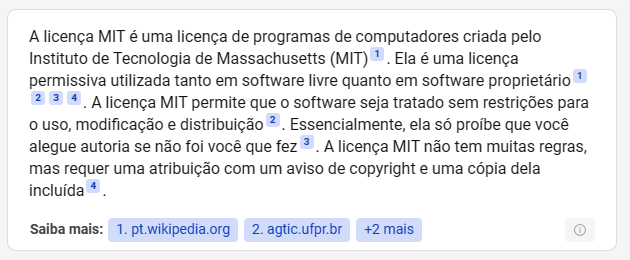 A licença MIT é uma licença de programas de computadores criada pelo
Instituto de Tecnologia de Massachusetts (MIT) 1 . Ela é uma licença
permissiva utilizada tanto em software livre quanto em software proprietário 1
2 3 4 . A licença MIT permite que o software seja tratado sem restrições para
o uso, modificação e distribuição 2 . Essencialmente, ela só proíbe que você
alegue autoria se não foi você que fez 3 . A licença MIT não tem muitas regras,
mas requer uma atribuição com um aviso de copyright e uma cópia dela
incluída 4 .
Saiba mais: 1. pt.wikipedia.org 2. agtic.ufpr.br +2 mais